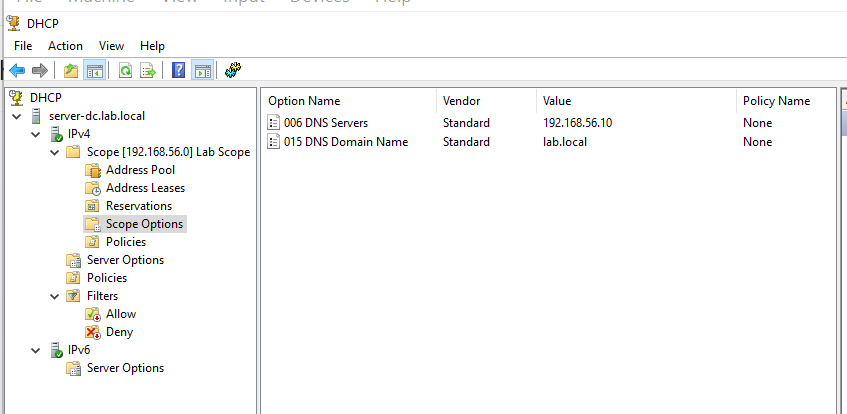 File Machine View Input Devices Help
DHCP
File Action View Help
DHCP
server-dc.lab.local
IPv4
Scope [192.168.56.0] Lab Scope
Address Pool
Address Leases
Reservations
Scope Options
Policies
Server Options
Policies
Filters
Allow
Deny
IPv6
Server Options
Option Name Vendor Value Policy Name
006 DNS Servers Standard 192.168.56.10 None
015 DNS Domain Name Standard lab.local None